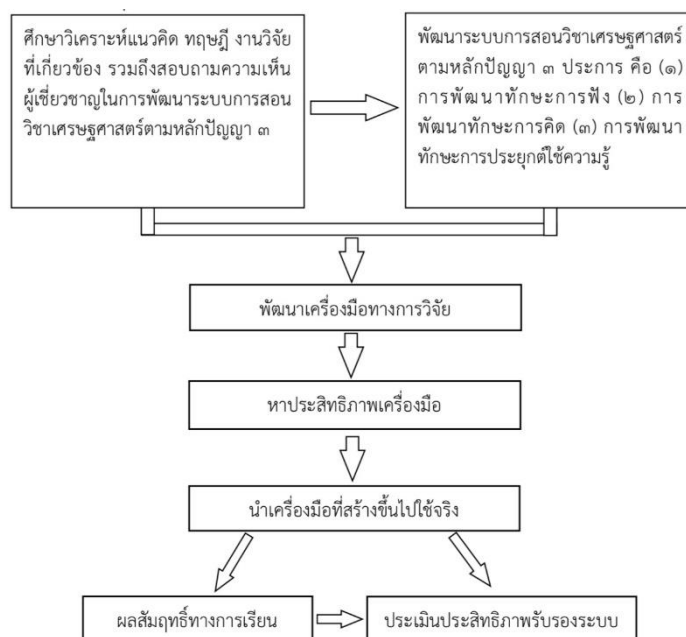 ศึกษาวิเคราะห์แนวคิด ทฤษฎี งานวิจัย
ที่เกี่ยวข้อง รวมถึงสอบถามความเห็น
ผู้เชี่ยวชาญในการพัฒนาระบบการสอน
วิชาเศรษฐศาสตร์ตามหลักปัญญา ๓
พัฒนาระบบการสอนวิชาเศรษฐศาสตร์
ตามหลักปัญญา ๓ ประการ คือ (๑)
การพัฒนาทักษะการฟัง (๒) การ
พัฒนาทักษะการคิด (๓) การพัฒนา
ทักษะการประยุกต์ใช้ความรู้
พัฒนาเครื่องมือทางการวิจัย
หาประสิทธิภาพเครื่องมือ
นำเครื่องมือที่สร้างขึ้นไปใช้จริง
ผลสัมฤทธิ์ทางการเรียน
ประเมินประสิทธิภาพรับรองระบบ